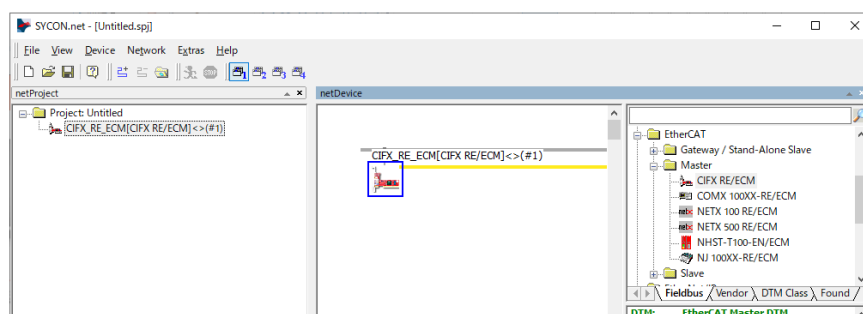 SYCON.net - [Untitled.spj]
File View Device Network Extras Help
netProject
netDevice
Project: Untitled
CIFX_RE_ECM[CIFX RE/ECM]<>(#1)
CIFX_RE_ECM[CIFX RE/ECM]<>(#1)
EtherCAT
Gateway / Stand-Alone Slave
Master
CIFX RE/ECM
COMX 100XX-RE/ECM
NETX 100 RE/ECM
NETX 500 RE/ECM
NHST-T100-EN/ECM
NJ 100XX-RE/ECM
Slave
Fieldbus Vendor DTM Class Found
DTM: EtherCAT Master DTM